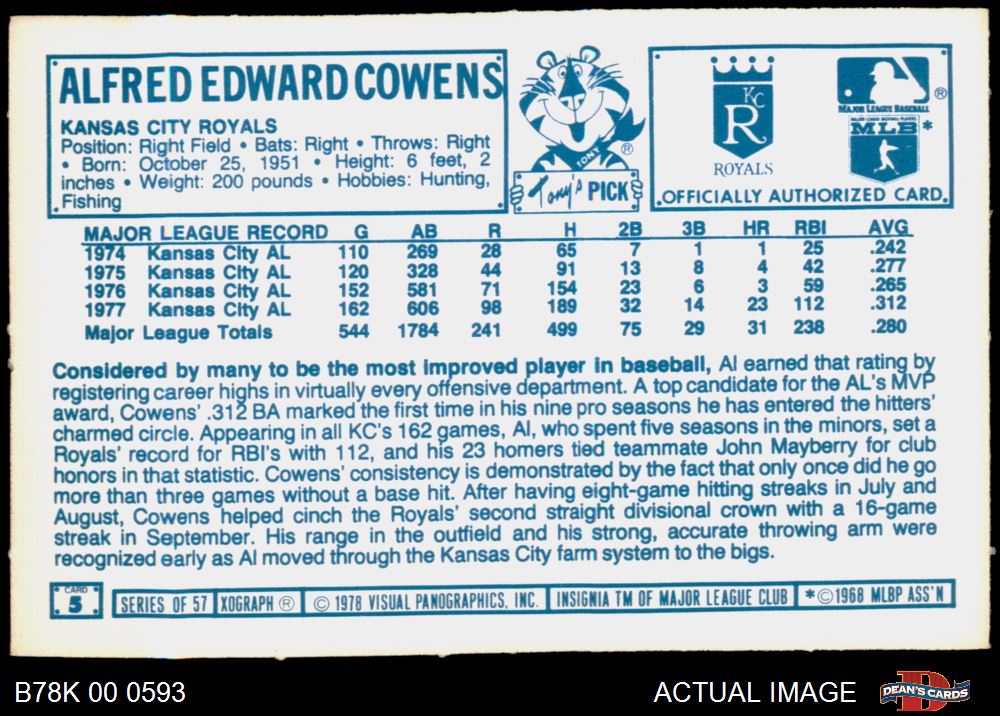 ALFRED EDWARD COWENS
KANSAS CITY ROYALS
Position: Right Field • Bats: Right • Throws: Right
• Born: October 25, 1951 • Height: 6 feet, 2
inches • Weight: 200 pounds • Hobbies: Hunting,
Fishing
TONY
®
Tony's PICK
KC
R
ROYALS
®
MAJOR LEAGUE BASEBALL
MAJOR LEAGUE BASEBALL PLAYERS
MLB *
OFFICIALLY AUTHORIZED CARD
MAJOR LEAGUE RECORD G AB R H 2B 3B HR RBI AVG
1974 Kansas City AL 110 269 28 65 7 1 1 25 .242
1975 Kansas City AL 120 328 44 91 13 8 4 42 .277
1976 Kansas City AL 152 581 71 154 23 6 3 59 .265
1977 Kansas City AL 162 606 98 189 32 14 23 112 .312
Major League Totals 544 1784 241 499 75 29 31 238 .280
Considered by many to be the most improved player in baseball, Al earned that rating by
registering career highs in virtually every offensive department. A top candidate for the AL's MVP
award, Cowens' .312 BA marked the first time in his nine pro seasons he has entered the hitters'
charmed circle. Appearing in all KC's 162 games, Al, who spent five seasons in the minors, set a
Royals' record for RBI's with 112, and his 23 homers tied teammate John Mayberry for club
honors in that statistic. Cowens' consistency is demonstrated by the fact that only once did he go
more than three games without a base hit. After having eight-game hitting streaks in July and
August, Cowens helped cinch the Royals' second straight divisional crown with a 16-game
streak in September. His range in the outfield and his strong, accurate throwing arm were
recognized early as Al moved through the Kansas City farm system to the bigs.
CARD
5
SERIES OF 57 XOGRAPH ® © 1978 VISUAL PANOGRAPHICS, INC. INSIGNIA TM OF MAJOR LEAGUE CLUB *©1968 MLBP ASS'N
B78K 00 0593
ACTUAL IMAGE
DEAN'S CARDS